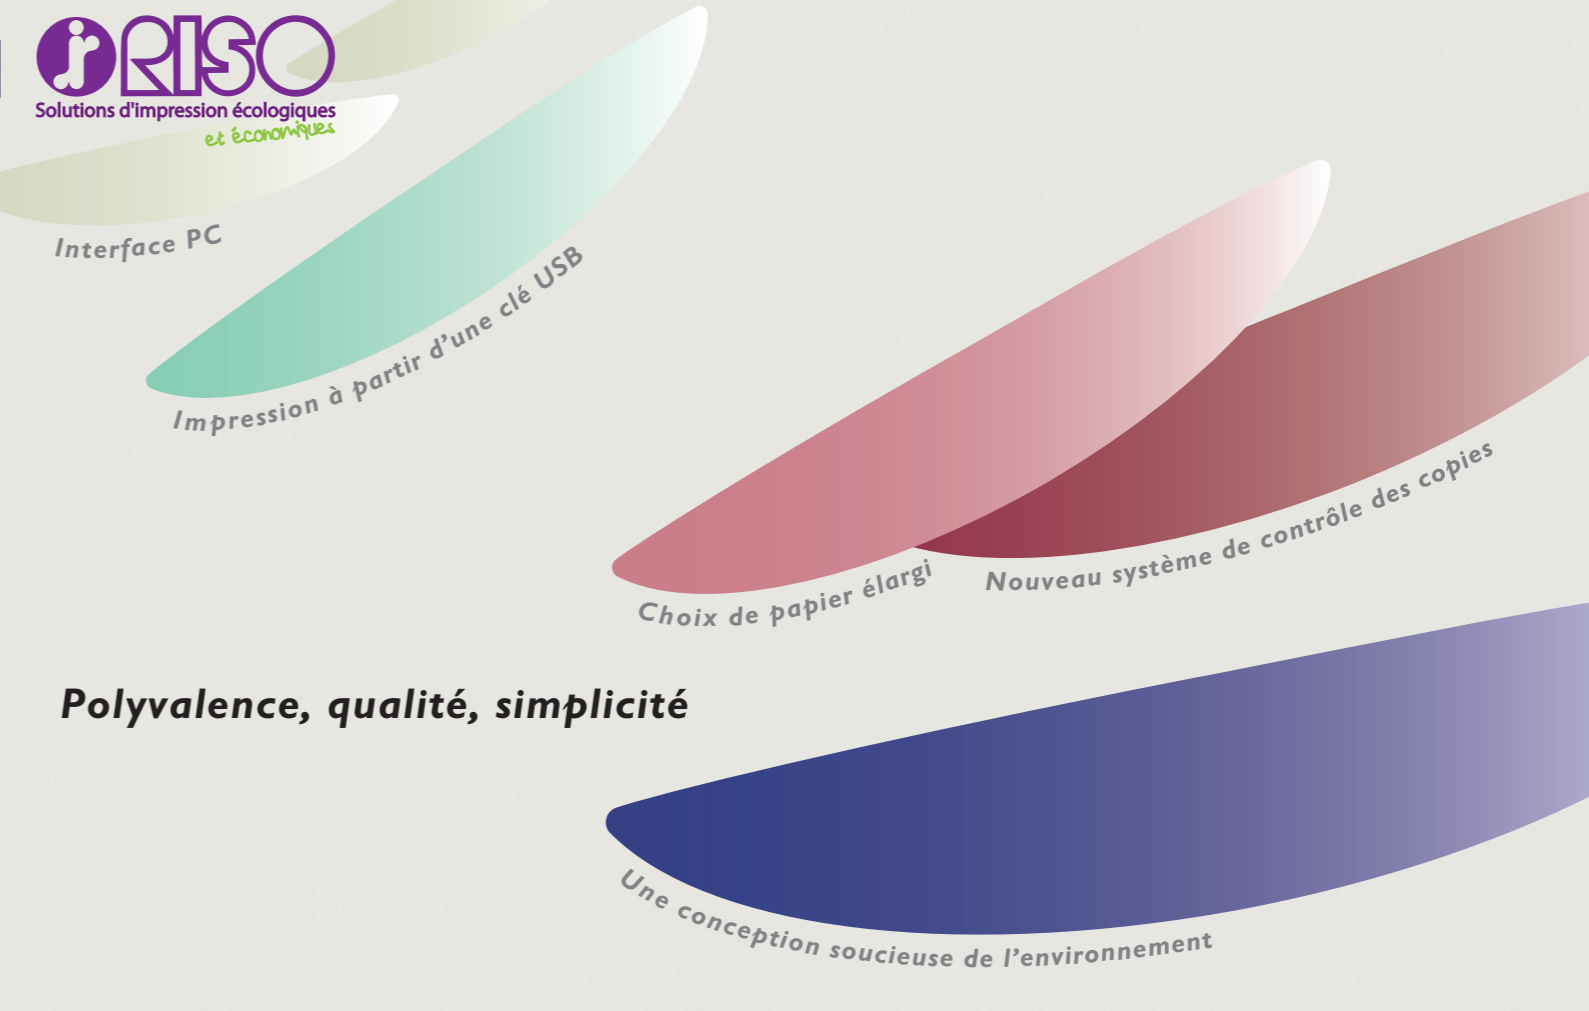 RISO
Solutions d'impression écologiques
et économiques
Interface PC
Impression à partir d’une clé USB
Choix de papier élargi
Nouveau système de contrôle des copies
Polyvalence, qualité, simplicité
Une conception soucieuse de l’environnement